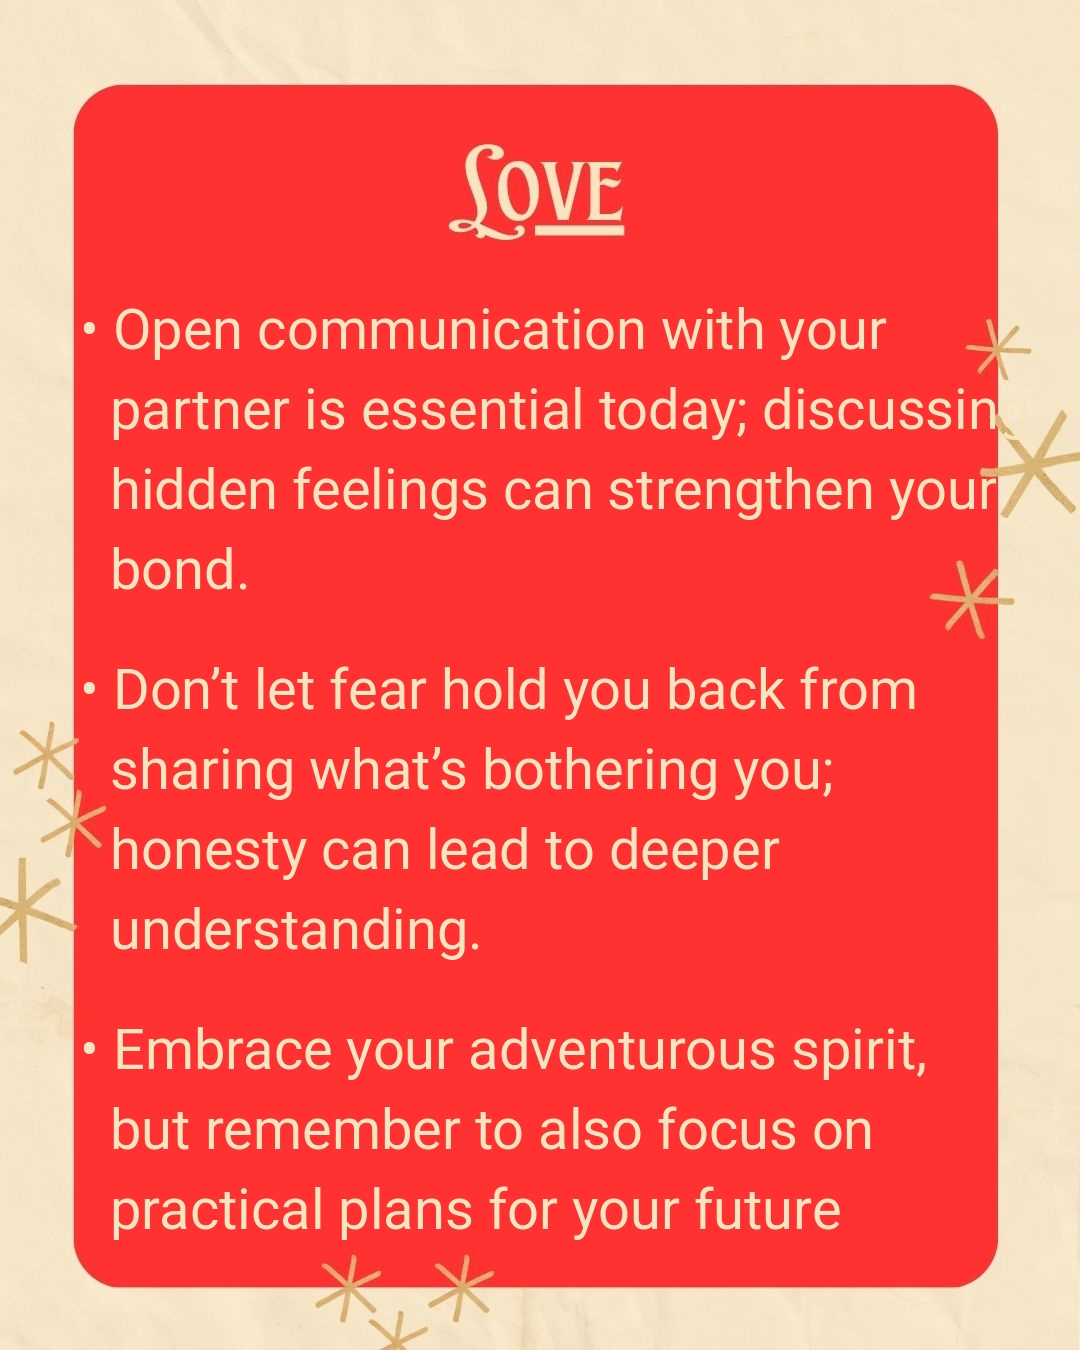 Love
• Open communication with your
partner is essential today; discussing
hidden feelings can strengthen your
bond.
• Don’t let fear hold you back from
sharing what’s bothering you;
honesty can lead to deeper
understanding.
• Embrace your adventurous spirit,
but remember to also focus on
practical plans for your future